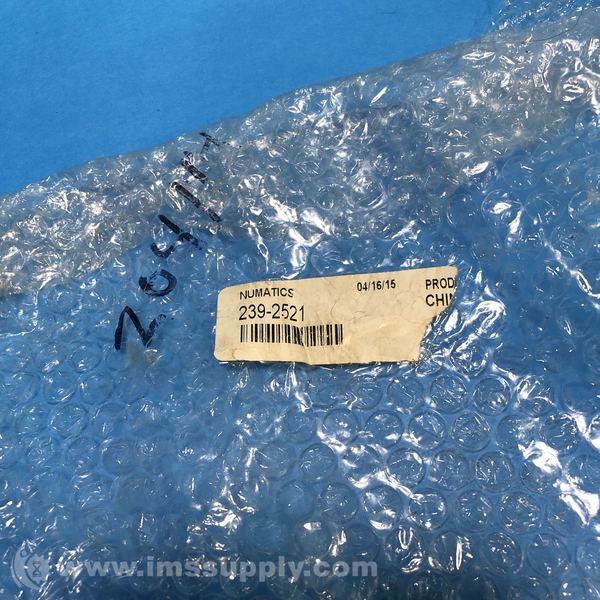 NUMATICS 04/16/15 PROD
239-2521 CHI
www.imssupply.com